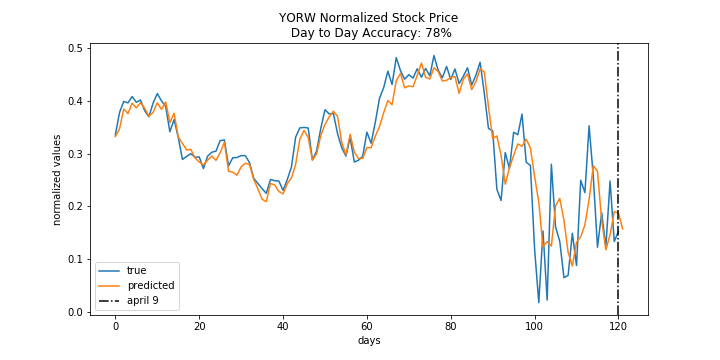 YORW Normalized Stock Price
Day to Day Accuracy: 78%
0.5
0.4
0.3
0.2
0.1
0.0
normalized values
0
20
40
60
80
100
120
days
true
predicted
april 9